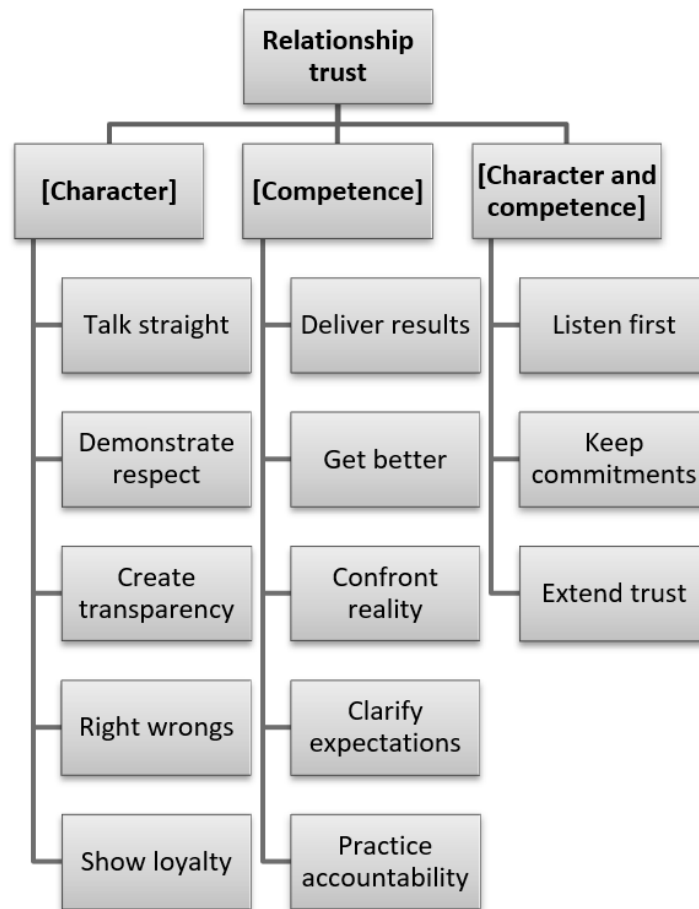 Relationship
trust
[Character]
[Competence]
[Character and
competence]
Talk straight
Deliver results
Listen first
Demonstrate
respect
Get better
Keep
commitments
Create
transparency
Confront
reality
Extend trust
Right wrongs
Clarify
expectations
Show loyalty
Practice
accountability